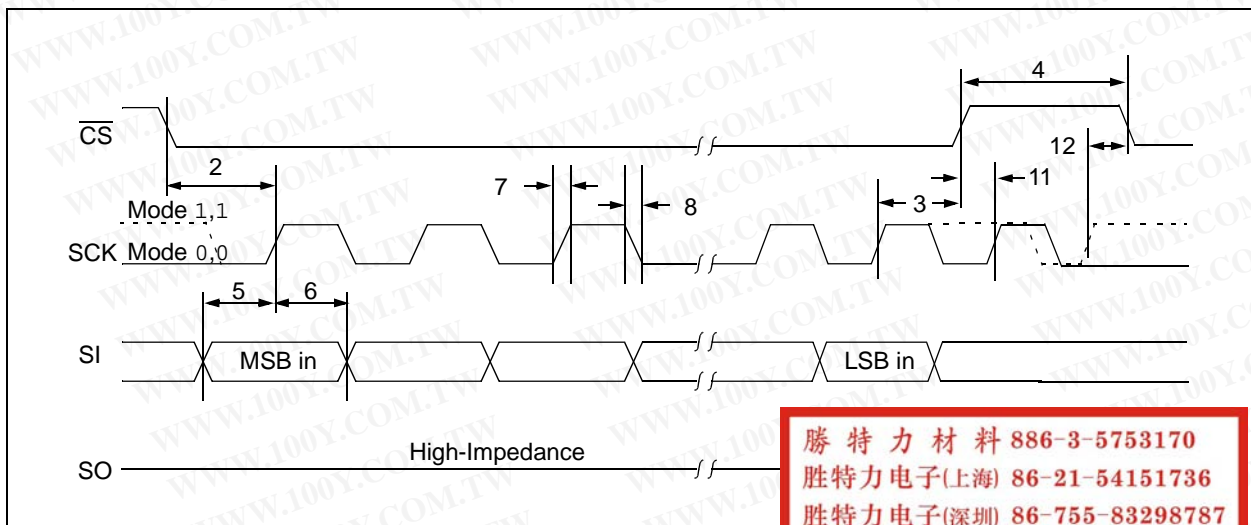 WWW.100Y.COM.TW
4
CS
12
2
7
11
8
3
Mode 1,1
SCK Mode 0,0
5
6
SI
MSB in
LSB in
High-Impedance
SO
勝 特 力 材 料 886-3-5753170
胜特力电子(上海) 86-21-54151736
胜特力电子(深圳) 86-755-83298787